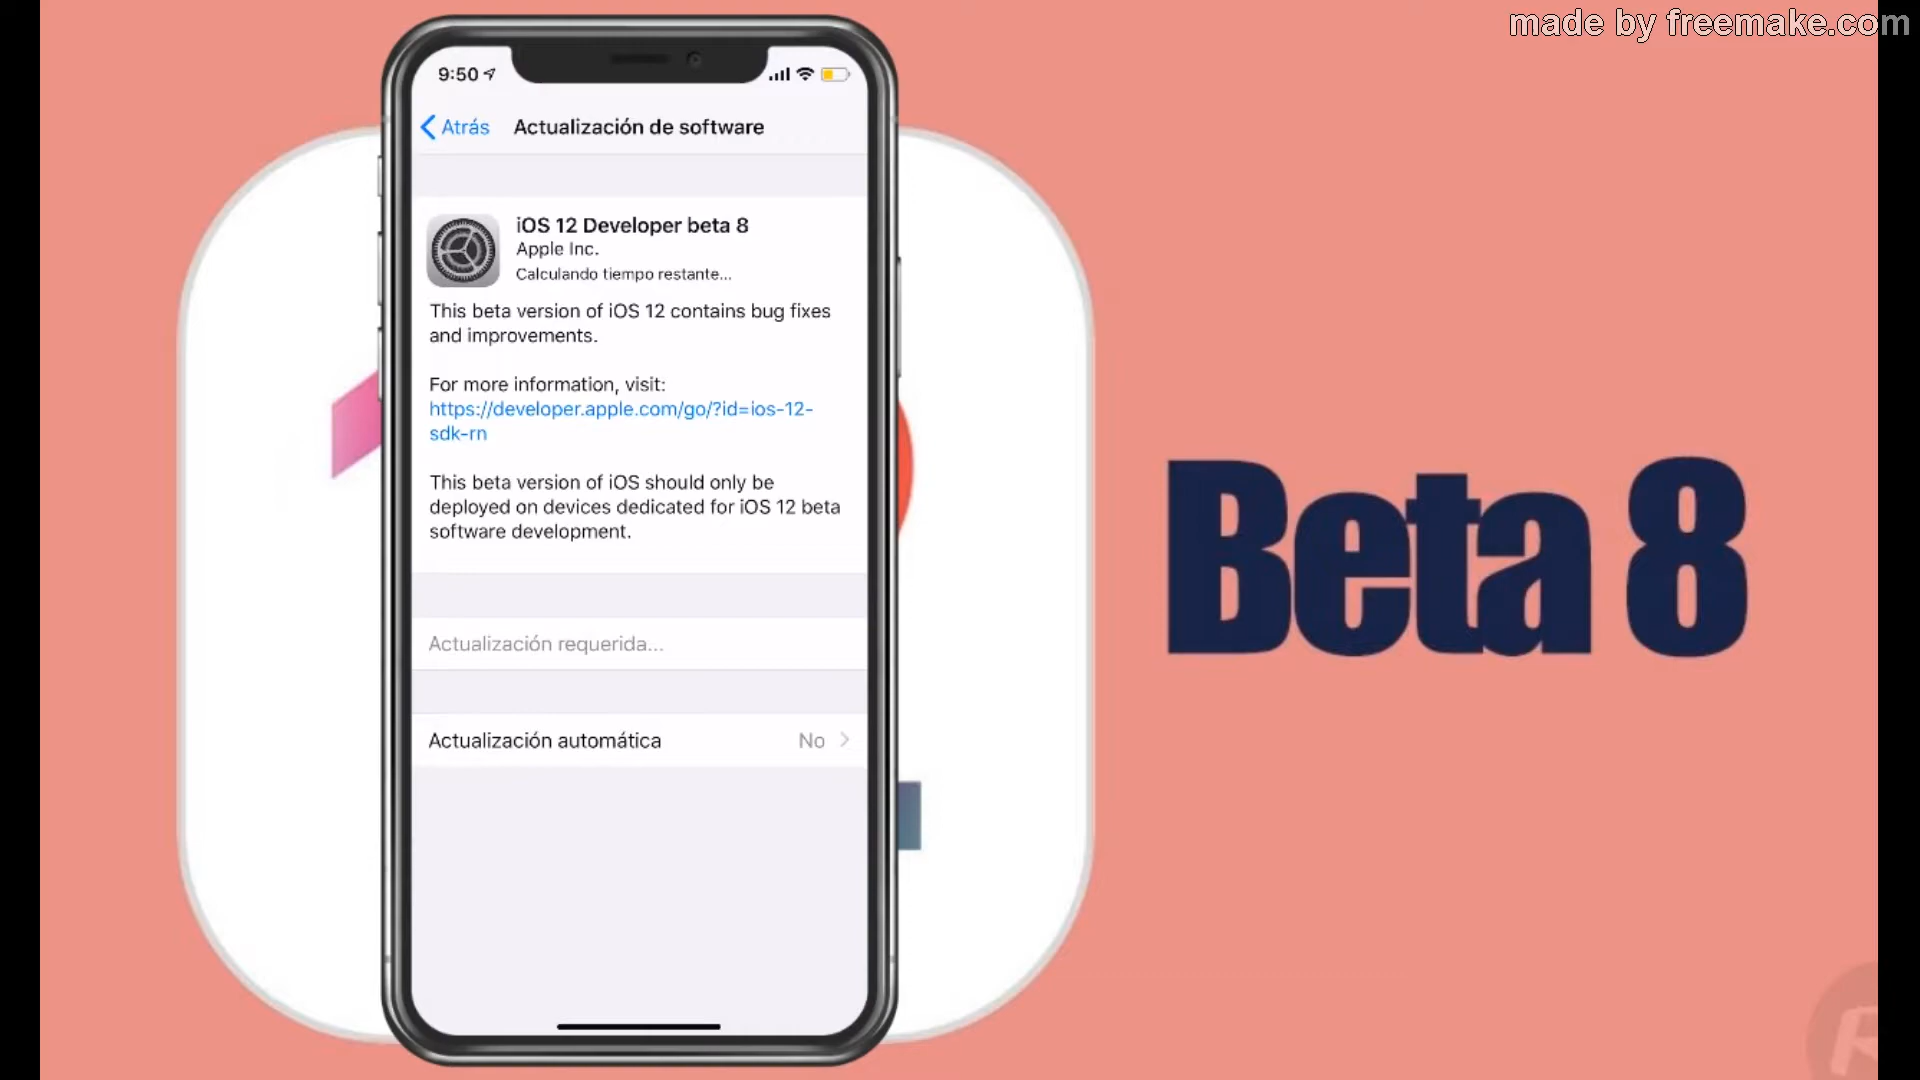 made by freemake.com
9:50
Atrás
Actualización de software
iOS 12 Developer beta 8
Apple Inc.
Calculando tiempo restante...
This beta version of iOS 12 contains bug fixes
and improvements.
For more information, visit:
https://developer.apple.com/go/?id=ios-12-
sdk-rn
This beta version of iOS should only be
deployed on devices dedicated for iOS 12 beta
software development.
Actualización requerida...
Actualización automática No
Beta 8